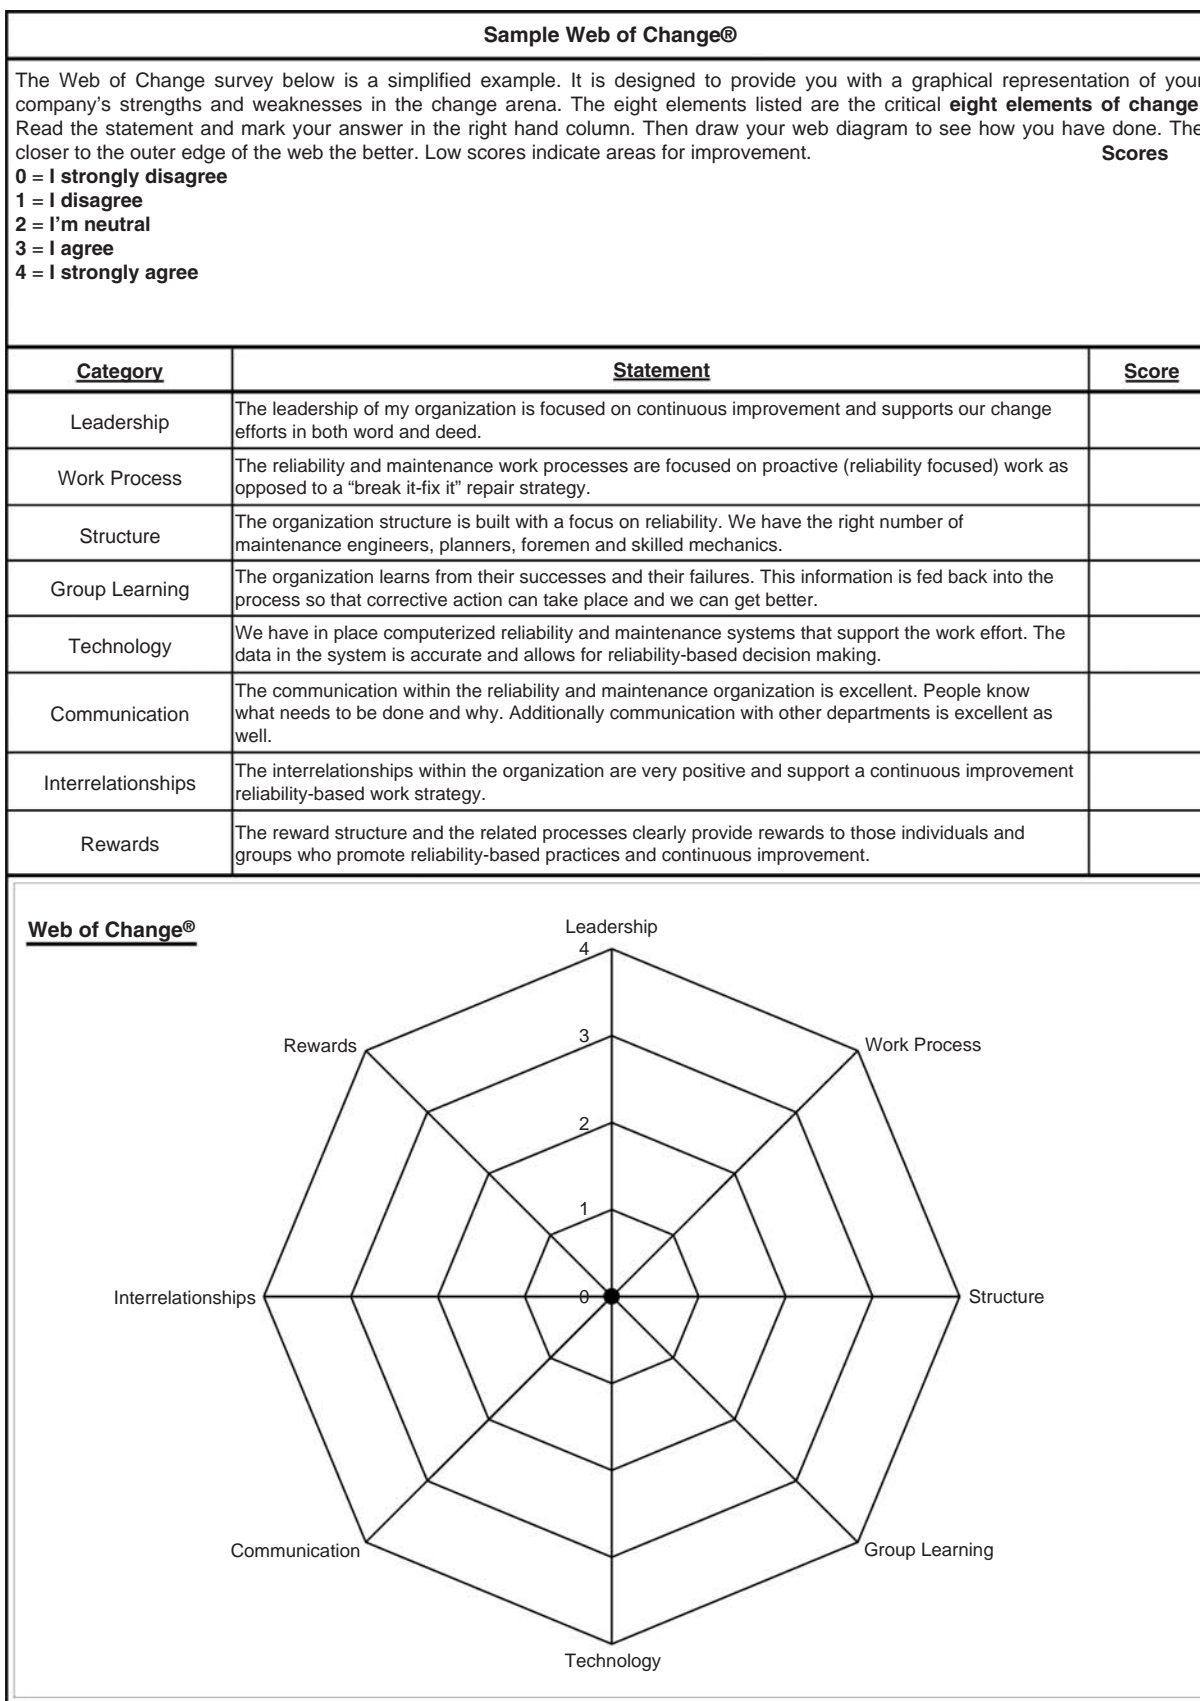 Sample Web of Change®
The Web of Change survey below is a simplified example. It is designed to provide you with a graphical representation of your
company’s strengths and weaknesses in the change arena. The eight elements listed are the critical eight elements of change
Read the statement and mark your answer in the right hand column. Then draw your web diagram to see how you have done. The
closer to the outer edge of the web the better. Low scores indicate areas for improvement. Scores
0 = I strongly disagree
1 = I disagree
2 = I’m neutral
3 = I agree
4 = I strongly agree
Category Statement Score
Leadership
The leadership of my organization is focused on continuous improvement and supports our change
efforts in both word and deed.
Work Process
The reliability and maintenance work processes are focused on proactive (reliability focused) work as
opposed to a “break it-fix it” repair strategy.
Structure
The organization structure is built with a focus on reliability. We have the right number of
maintenance engineers, planners, foremen and skilled mechanics.
Group Learning
The organization learns from their successes and their failures. This information is fed back into the
process so that corrective action can take place and we can get better.
Technology
We have in place computerized reliability and maintenance systems that support the work effort. The
data in the system is accurate and allows for reliability-based decision making.
Communication
The communication within the reliability and maintenance organization is excellent. People know
what needs to be done and why. Additionally communication with other departments is excellent as
well.
Interrelationships
The interrelationships within the organization are very positive and support a continuous improvement
reliability-based work strategy.
Rewards
The reward structure and the related processes clearly provide rewards to those individuals and
groups who promote reliability-based practices and continuous improvement.
Web of Change®
Leadership
4
3
Rewards
Work Process
2
1
Interrelationships
0
Structure
Communication
Group Learning
Technology